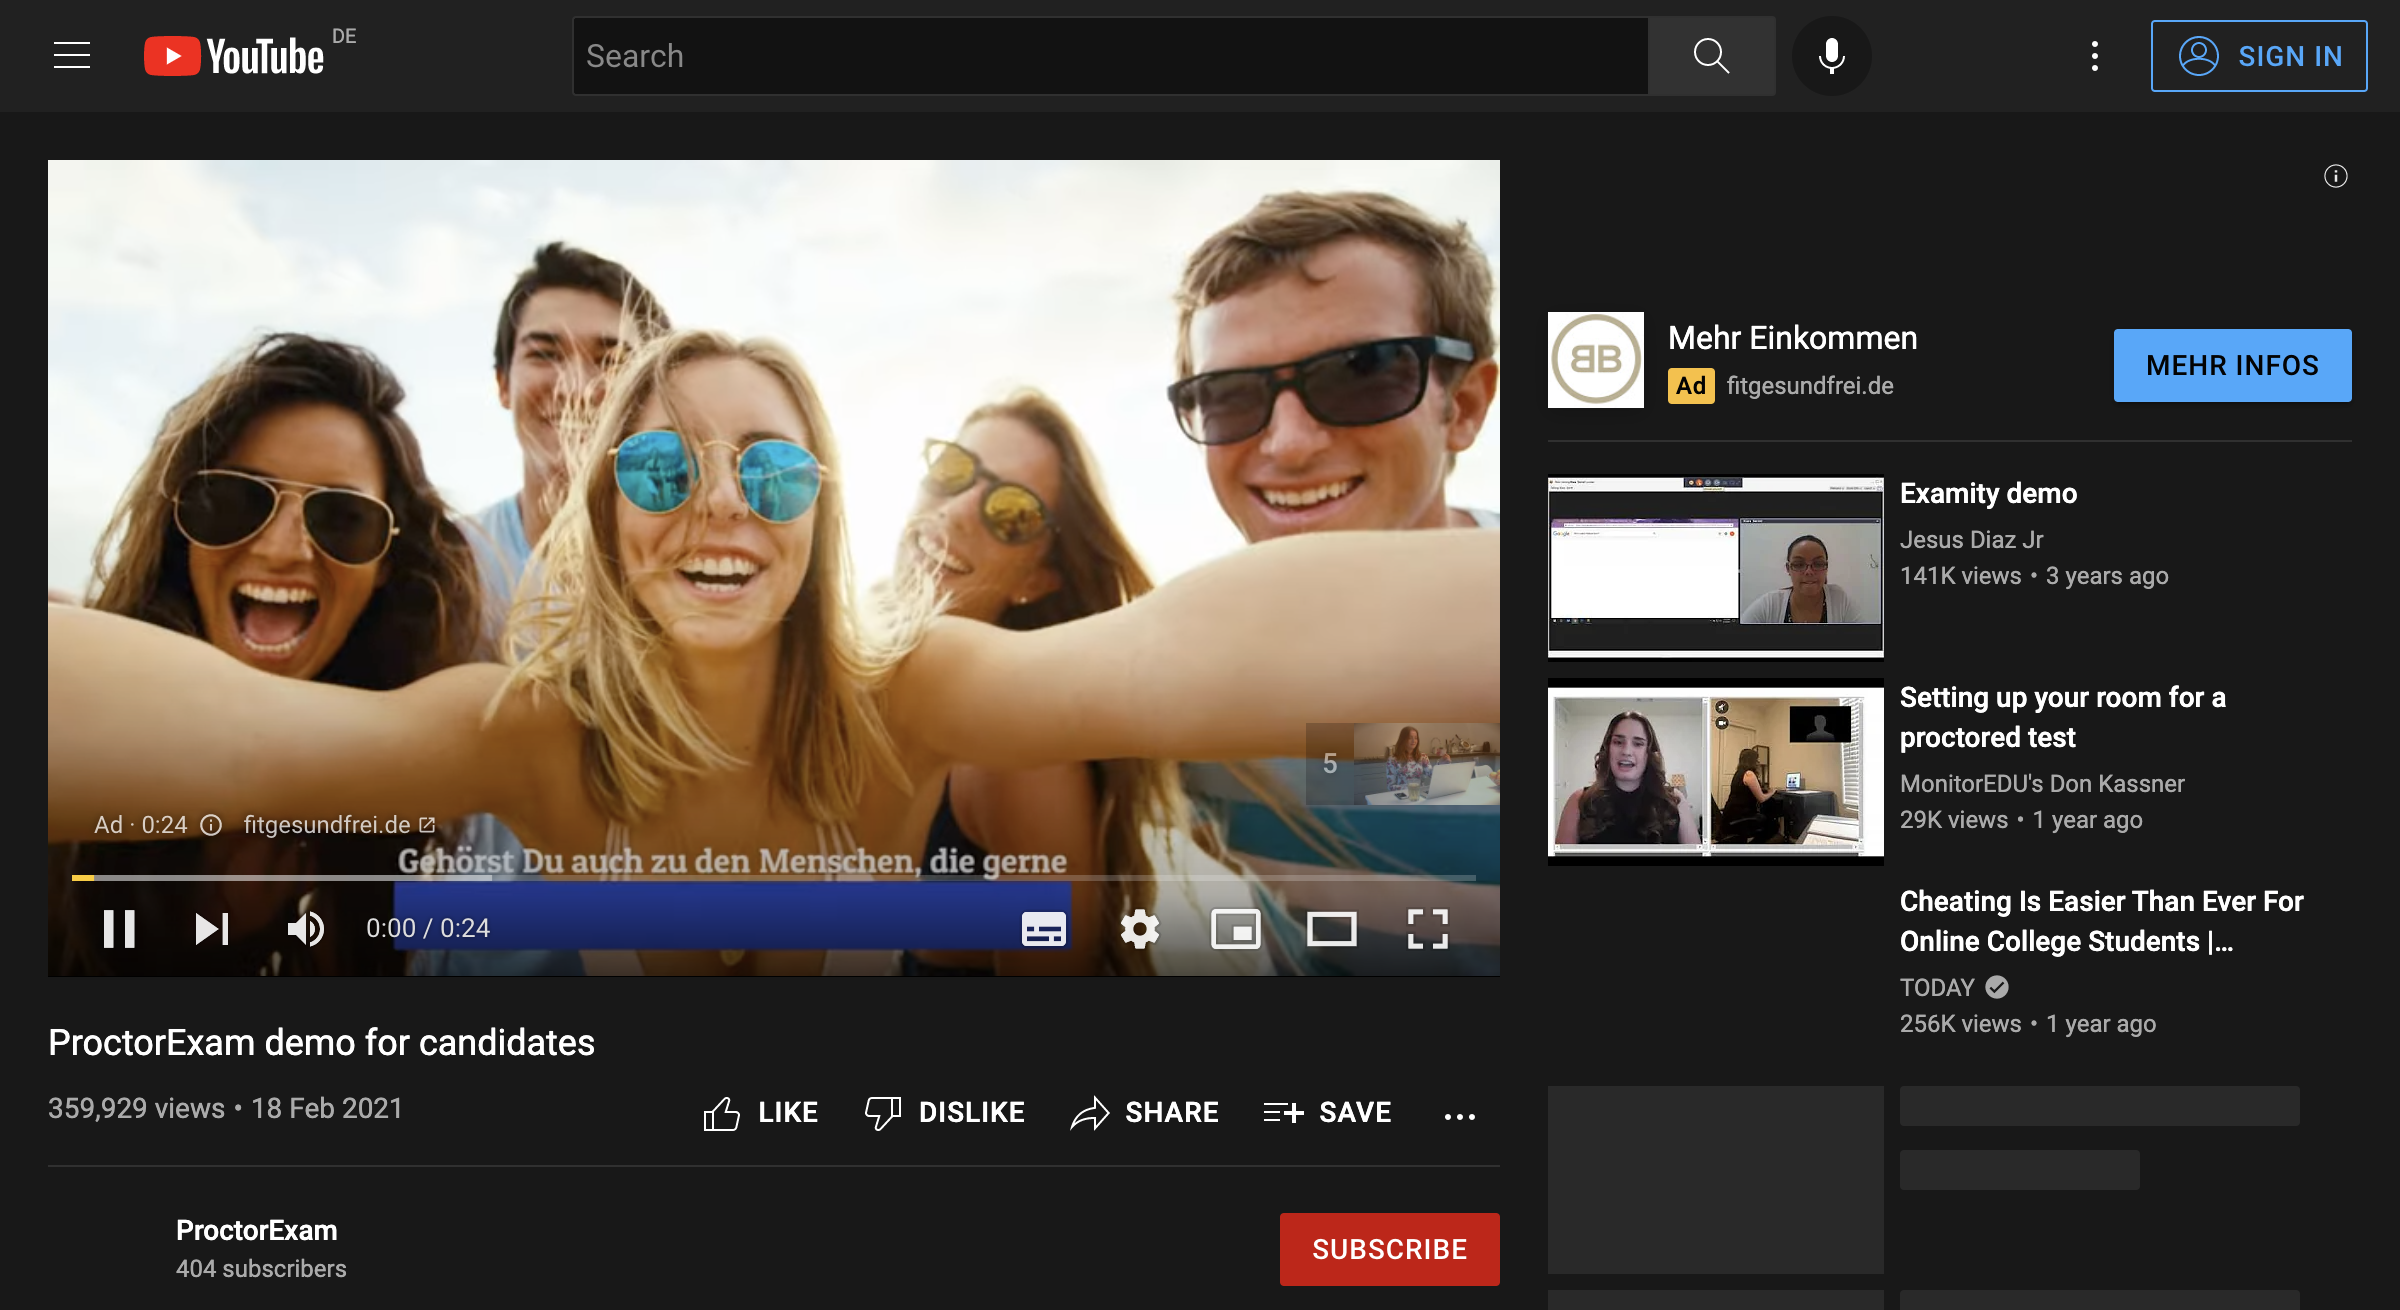 YouTube DE
Search
SIGN IN
5
Ad · 0:24 fitgesundfrei.de
Gehörst Du auch zu den Menschen, die gerne
0:00 / 0:24
ProctorExam demo for candidates
359,929 views • 18 Feb 2021
LIKE
DISLIKE
SHARE
SAVE
ProctorExam
404 subscribers
SUBSCRIBE
BB
Mehr Einkommen
Ad fitgesundfrei.de
MEHR INFOS
Google
Examity demo
Jesus Diaz Jr
141K views • 3 years ago
Setting up your room for a
proctored test
MonitorEDU's Don Kassner
29K views • 1 year ago
Cheating Is Easier Than Ever For
Online College Students |...
TODAY
256K views • 1 year ago